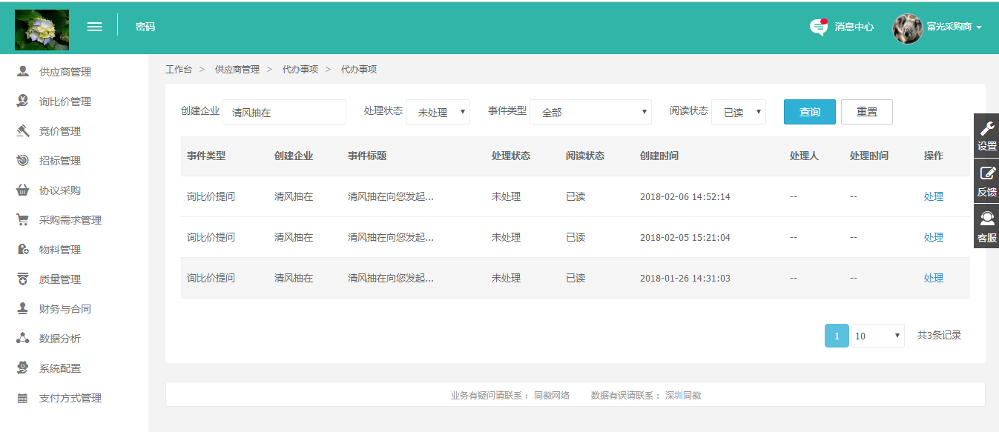 密码 消息中心 富光采购商
供应商管理
询比价管理
竞价管理
招标管理
协议采购
采购需求管理
物料管理
质量管理
财务与合同
数据分析
系统配置
支付方式管理
工作台 > 供应商管理 > 代办事项 > 代办事项
创建企业 清风抽在 处理状态 未处理 事件类型 全部 阅读状态 已读 查询 重置
事件类型 创建企业 事件标题 处理状态 阅读状态 创建时间 处理人 处理时间 操作
询比价提问 清风抽在 清风抽在向您发起... 未处理 已读 2018-02-06 14:52:14 -- -- 处理
询比价提问 清风抽在 清风抽在向您发起... 未处理 已读 2018-02-05 15:21:04 -- -- 处理
询比价提问 清风抽在 清风抽在向您发起... 未处理 已读 2018-01-26 14:31:03 -- -- 处理
1 10 共3条记录
业务有疑问请联系： 同徽网络 数据有误请联系： 深圳同徽
设置
反馈
客服